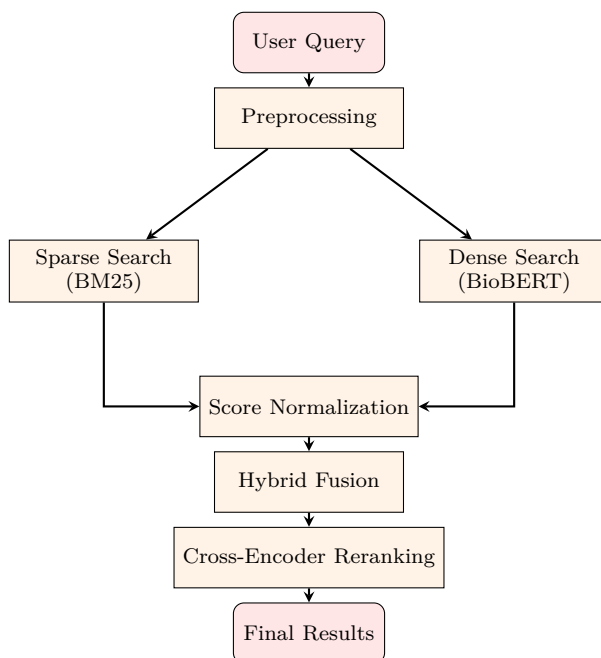 User Query
Preprocessing
Sparse Search
(BM25)
Dense Search
(BioBERT)
Score Normalization
Hybrid Fusion
Cross-Encoder Reranking
Final Results